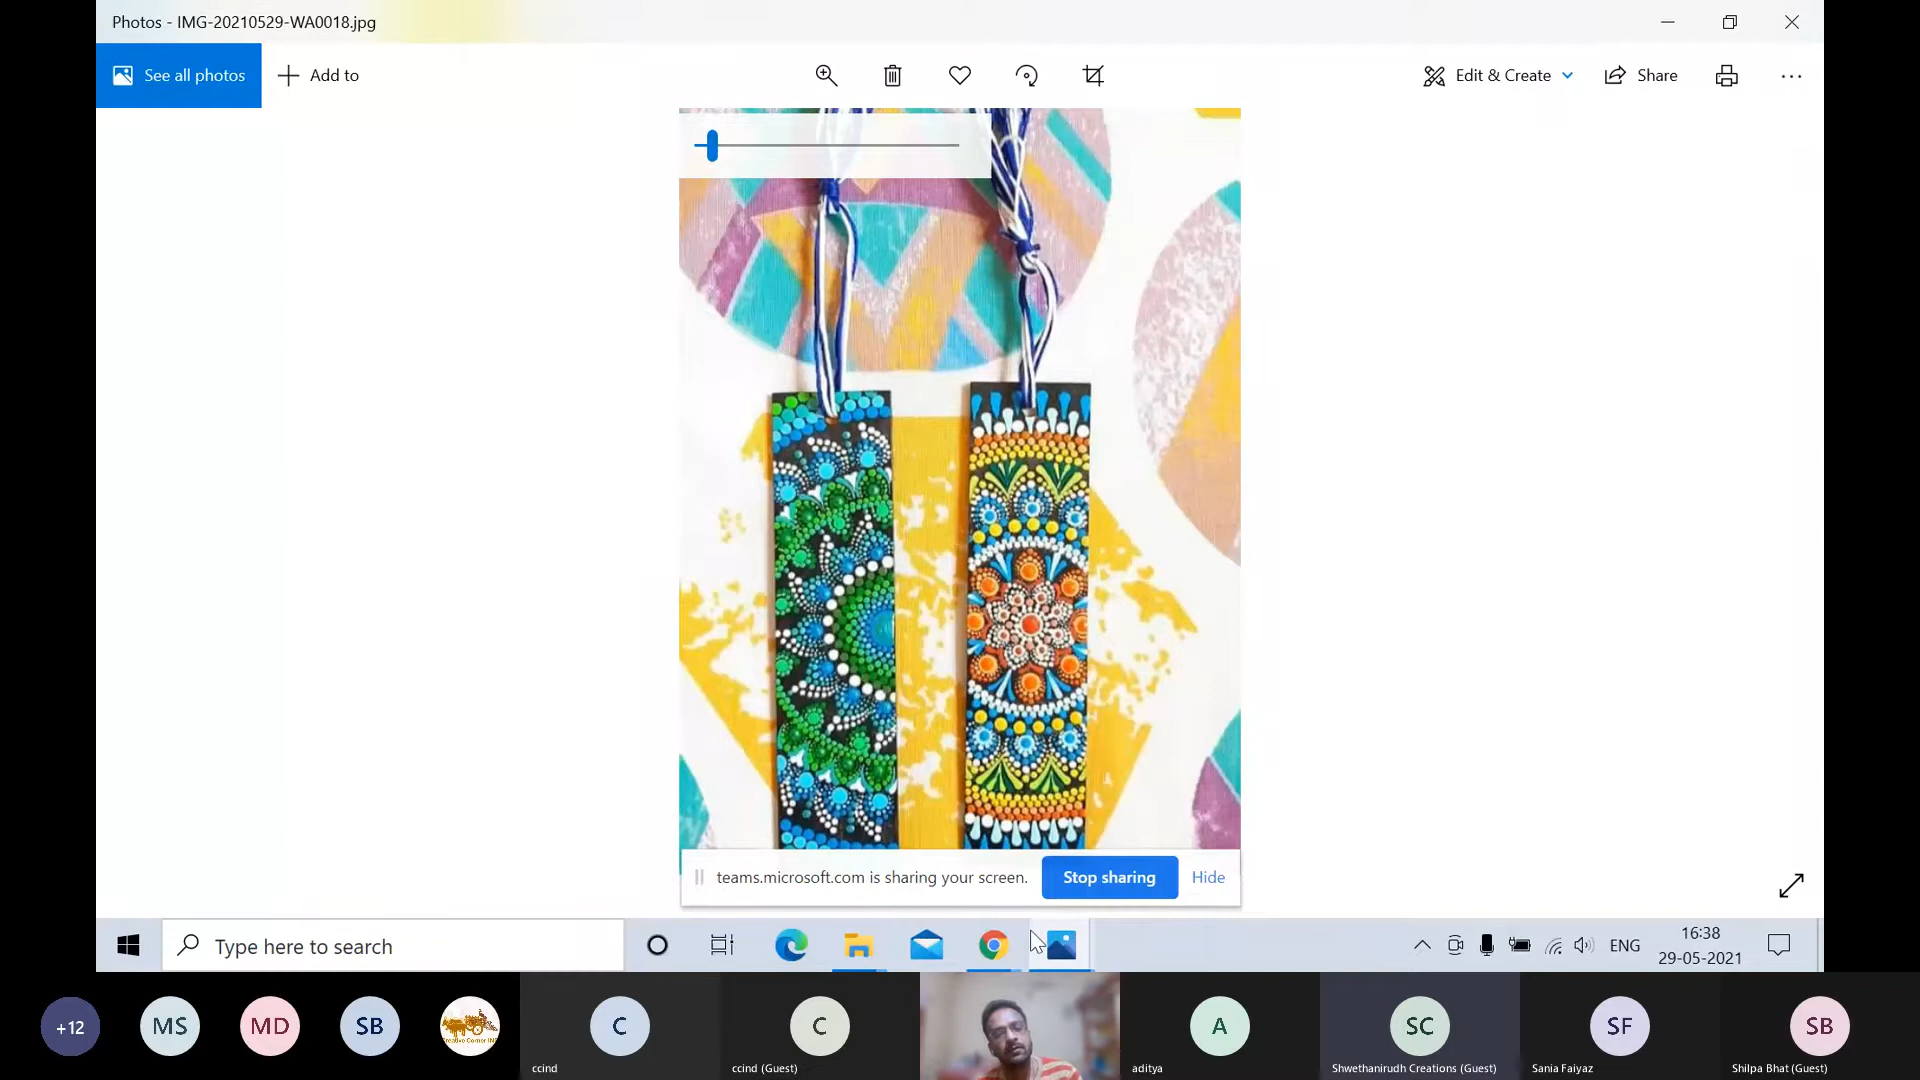 Photos - IMG-20210529-WA0018.jpg
See all photos
Add to
Edit & Create
Share
teams.microsoft.com is sharing your screen.
Stop sharing
Hide
Type here to search
ENG
16:38
29-05-2021
+12
MS
MD
SB
Creative Corner
C
ccind
C
ccind (Guest)
A
aditya
SC
Shwethanirudh Creations (Guest)
SF
Sania Faiyaz
SB
Shilpa Bhat (Guest)